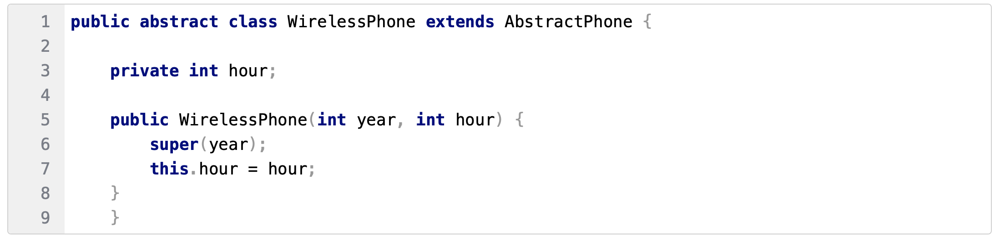 1 public abstract class WirelessPhone extends AbstractPhone {
2
3     private int hour;
4
5     public WirelessPhone(int year, int hour) {
6         super(year);
7         this.hour = hour;
8     }
9     }